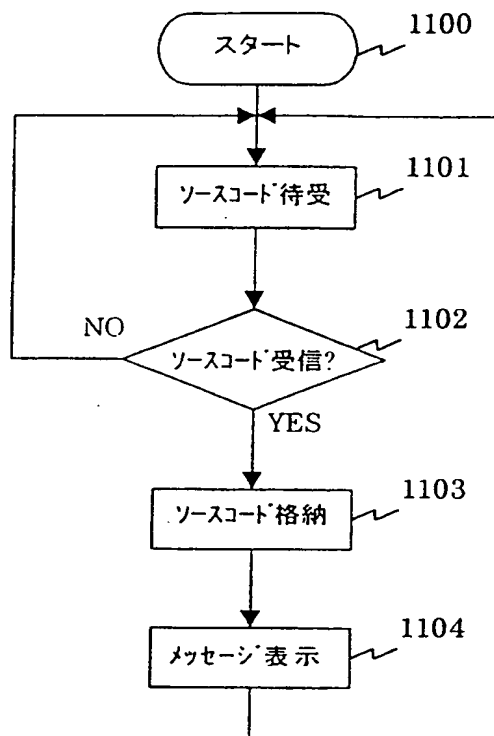 スタート
1100
ソースコード待受
1101
ソースコード受信?
1102
NO
YES
ソースコード格納
1103
メッセージ表示
1104